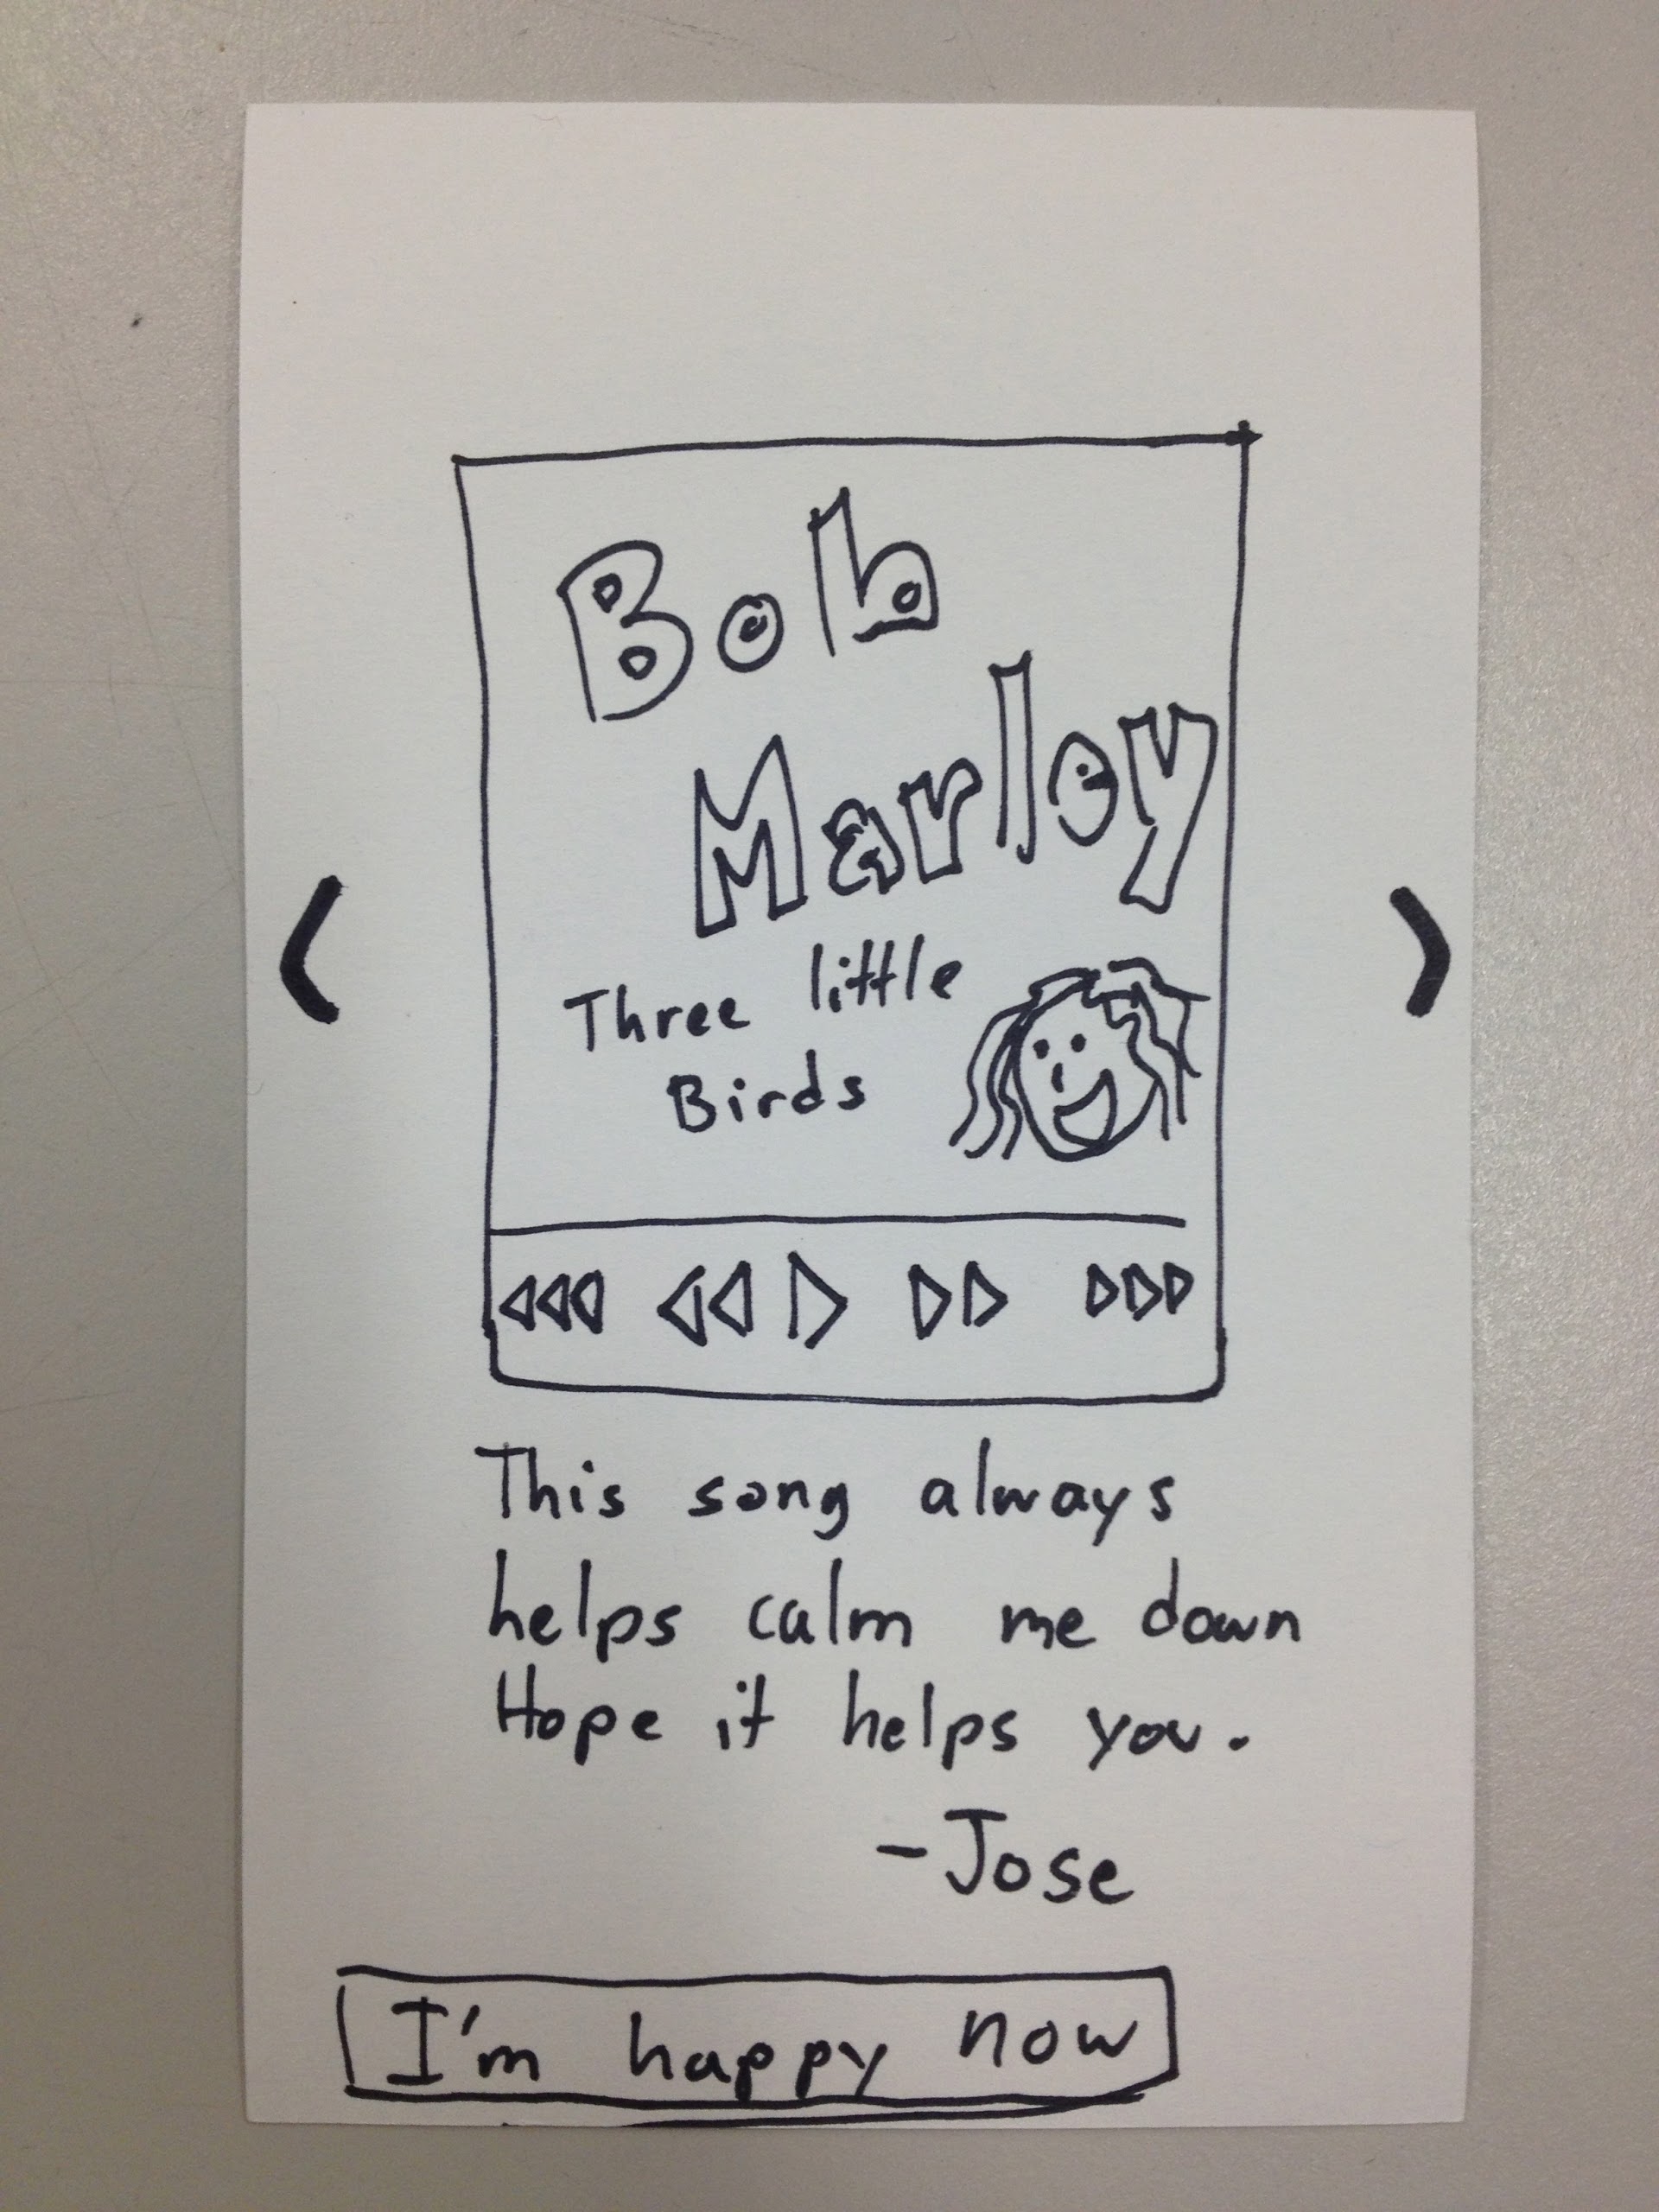 Bob
Marley
Three little
Birds
This song always
helps calm me down
Hope it helps you.
-Jose
I'm happy now